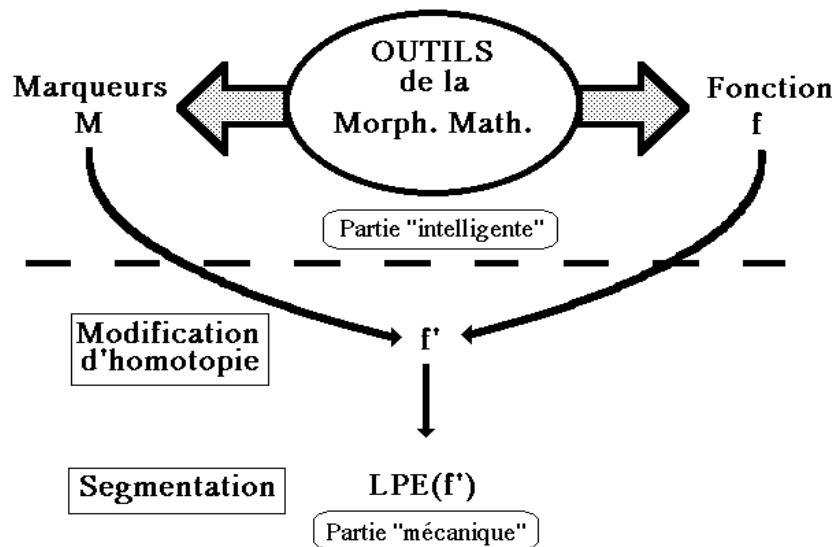 OUTILS
de la
Morph. Math.
Marqueurs
M
Fonction
f
Partie "intelligente"
Modification
d'homotopie
f'
Segmentation
LPE(f')
Partie "mécanique"